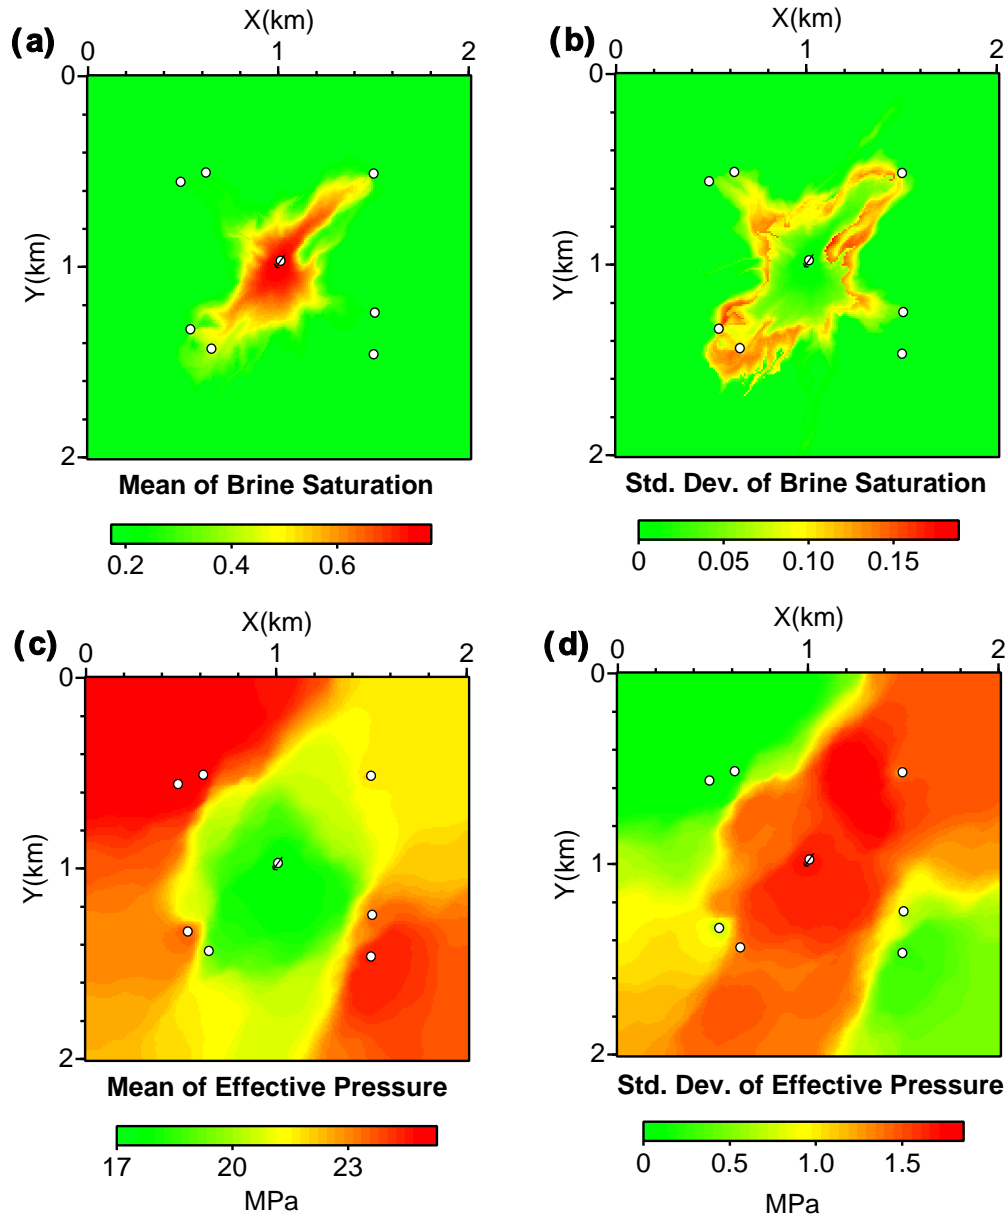 X(km)
(a)
0 1 2
0
Y(km)
1
2
Mean of Brine Saturation
0.2 0.4 0.6
X(km)
(b)
0 1 2
0
Y(km)
1
2
Std. Dev. of Brine Saturation
0 0.05 0.10 0.15
X(km)
(c)
0 1 2
0
Y(km)
1
2
Mean of Effective Pressure
17 20 23
MPa
X(km)
(d)
0 1 2
0
Y(km)
1
2
Std. Dev. of Effective Pressure
0 0.5 1.0 1.5
MPa